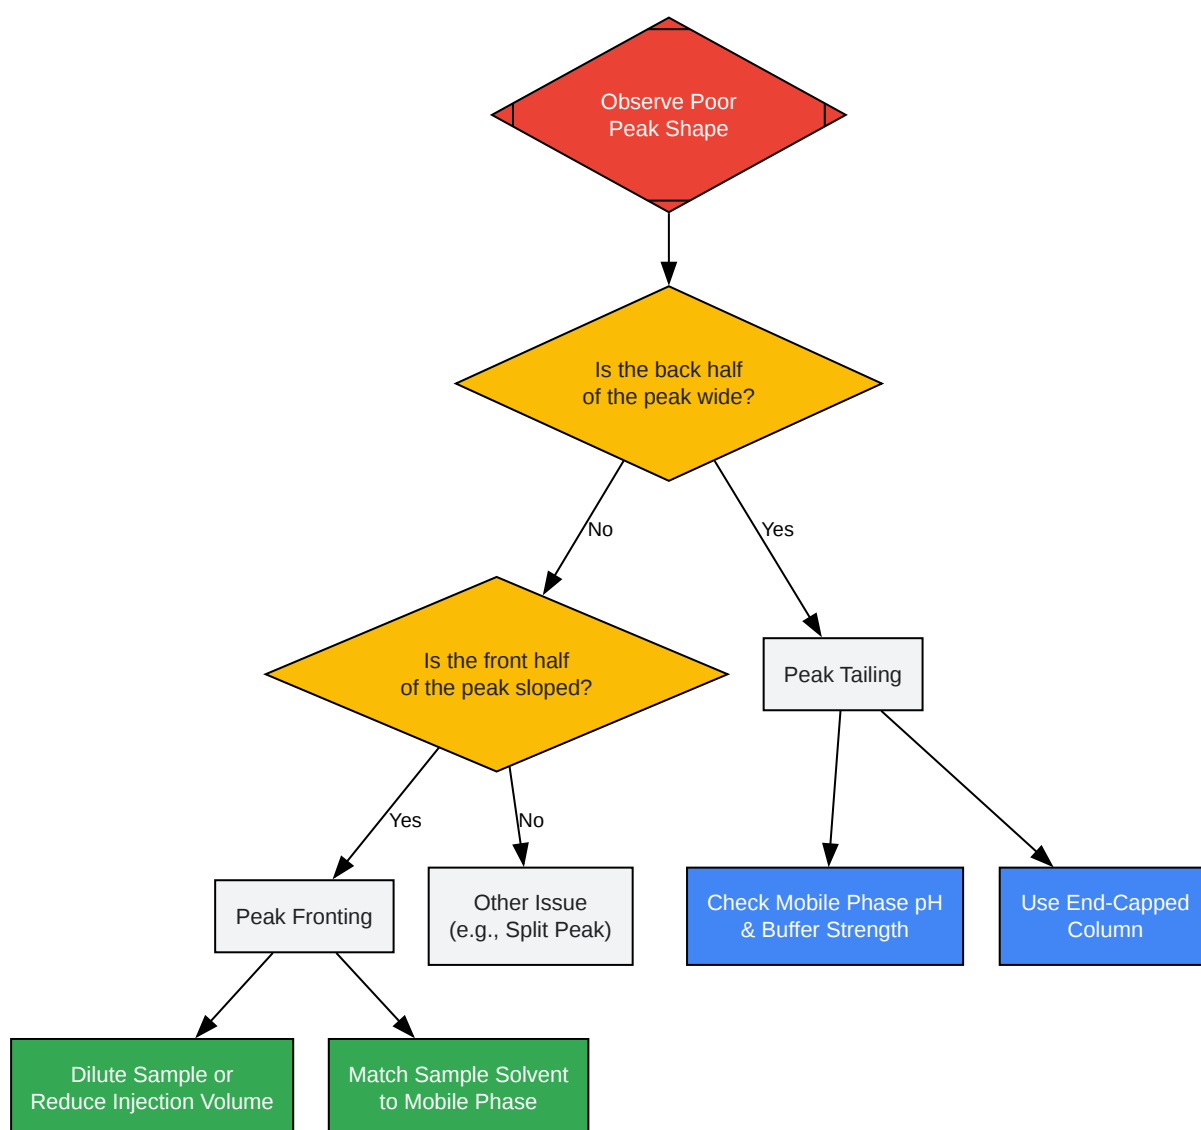 Observe Poor
Peak Shape
Is the back half
of the peak wide?
No
Yes
Is the front half
of the peak sloped?
Peak Tailing
Yes
No
Peak Fronting
Other Issue
(e.g., Split Peak)
Check Mobile Phase pH
& Buffer Strength
Use End-Capped
Column
Dilute Sample or
Reduce Injection Volume
Match Sample Solvent
to Mobile Phase